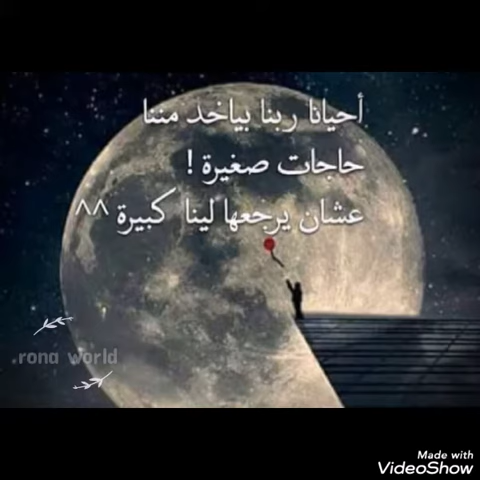 أحيانا ربنا بياخد مننا
حاجات صغيرة !
عشان يرجعها لينا كبيرة ^^
.rona world
Made with
VideoShow